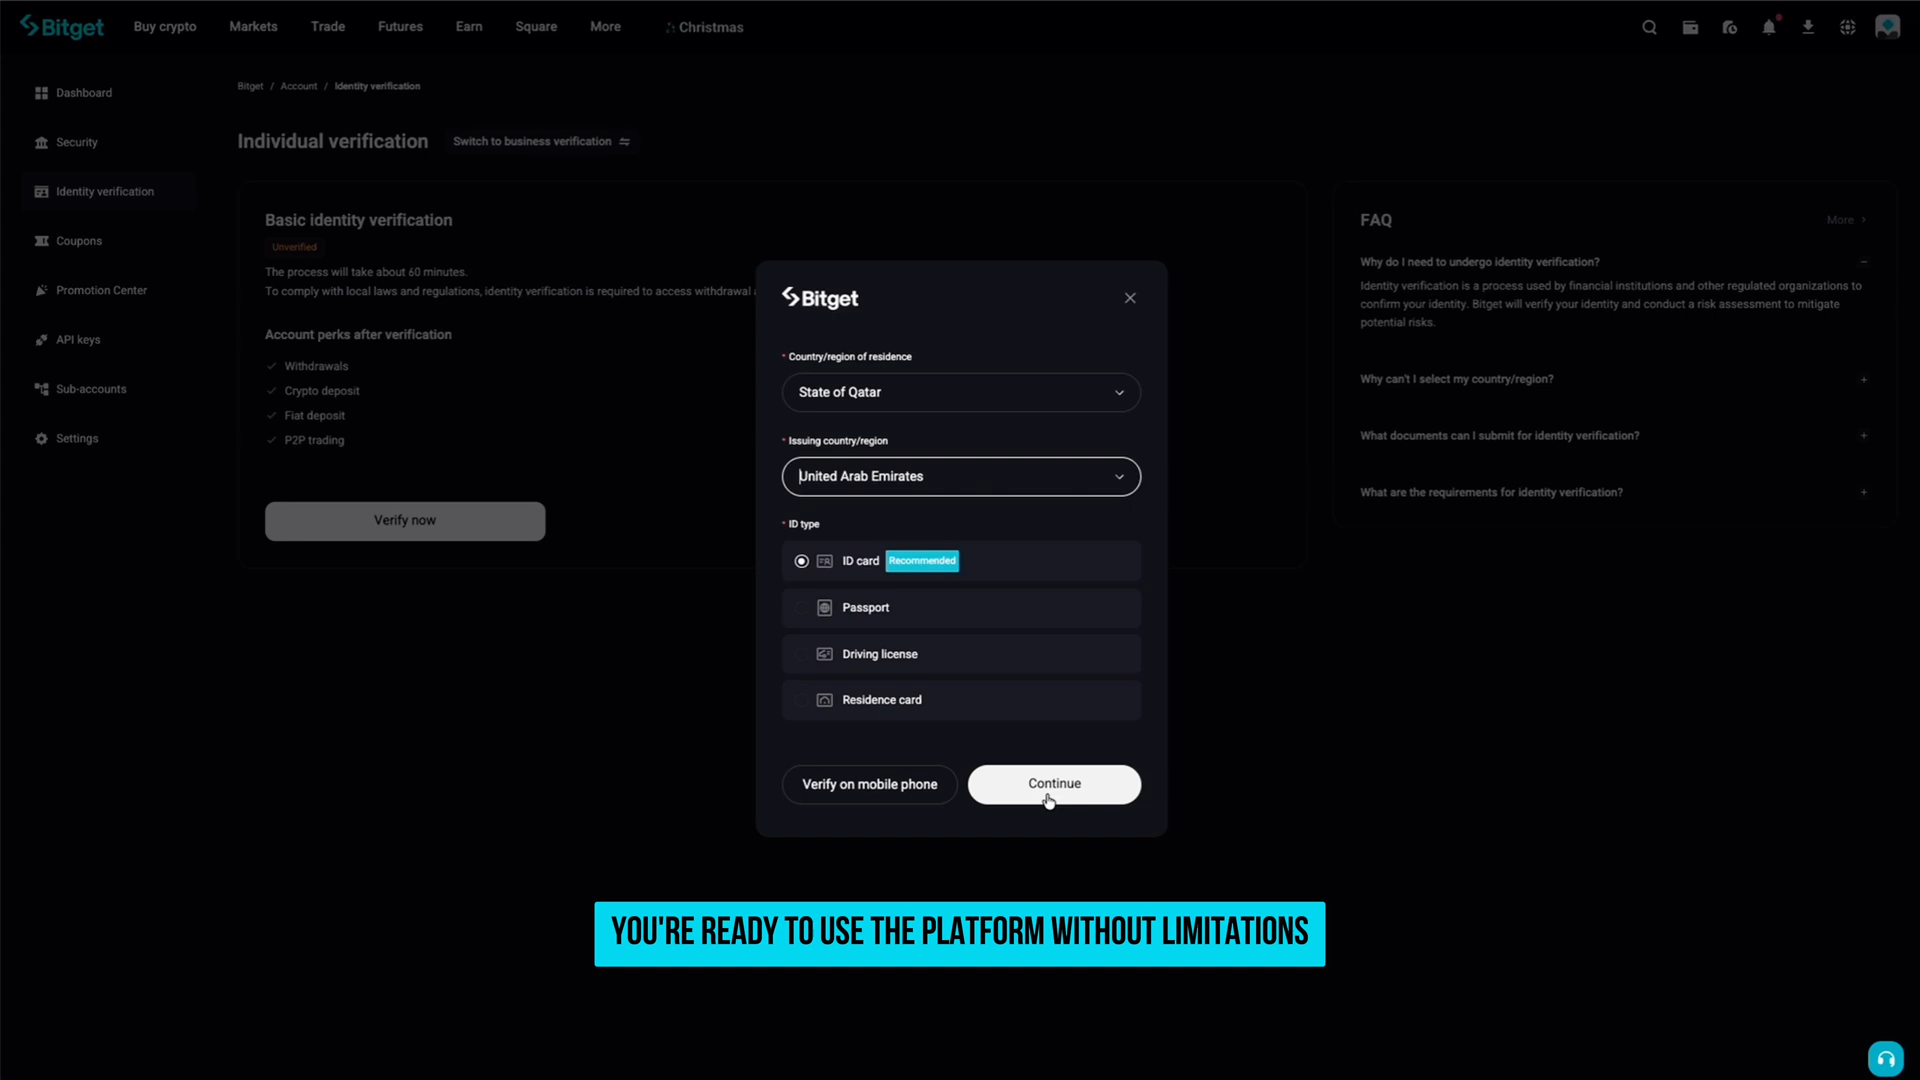 Bitget
Buy crypto
Markets
Trade
Futures
Earn
Square
More
Christmas
Dashboard
Security
Identity verification
Coupons
Promotion Center
API keys
Sub-accounts
Settings
Bitget / Account / Identity verification
Individual verification
Switch to business verification
Basic identity verification
Unverified
The process will take about 60 minutes.
To comply with local laws and regulations, identity verification is required to access withdrawal
Account perks after verification
Withdrawals
Crypto deposit
Fiat deposit
P2P trading
Verify now
Bitget
* Country/region of residence
State of Qatar
* Issuing country/region
United Arab Emirates
* ID type
ID card Recommended
Passport
Driving license
Residence card
Verify on mobile phone
Continue
FAQ
More
Why do I need to undergo identity verification?
Identity verification is a process used by financial institutions and other regulated organizations to
confirm your identity. Bitget will verify your identity and conduct a risk assessment to mitigate
potential risks.
Why can't I select my country/region?
What documents can I submit for identity verification?
What are the requirements for identity verification?
YOU'RE READY TO USE THE PLATFORM WITHOUT LIMITATIONS